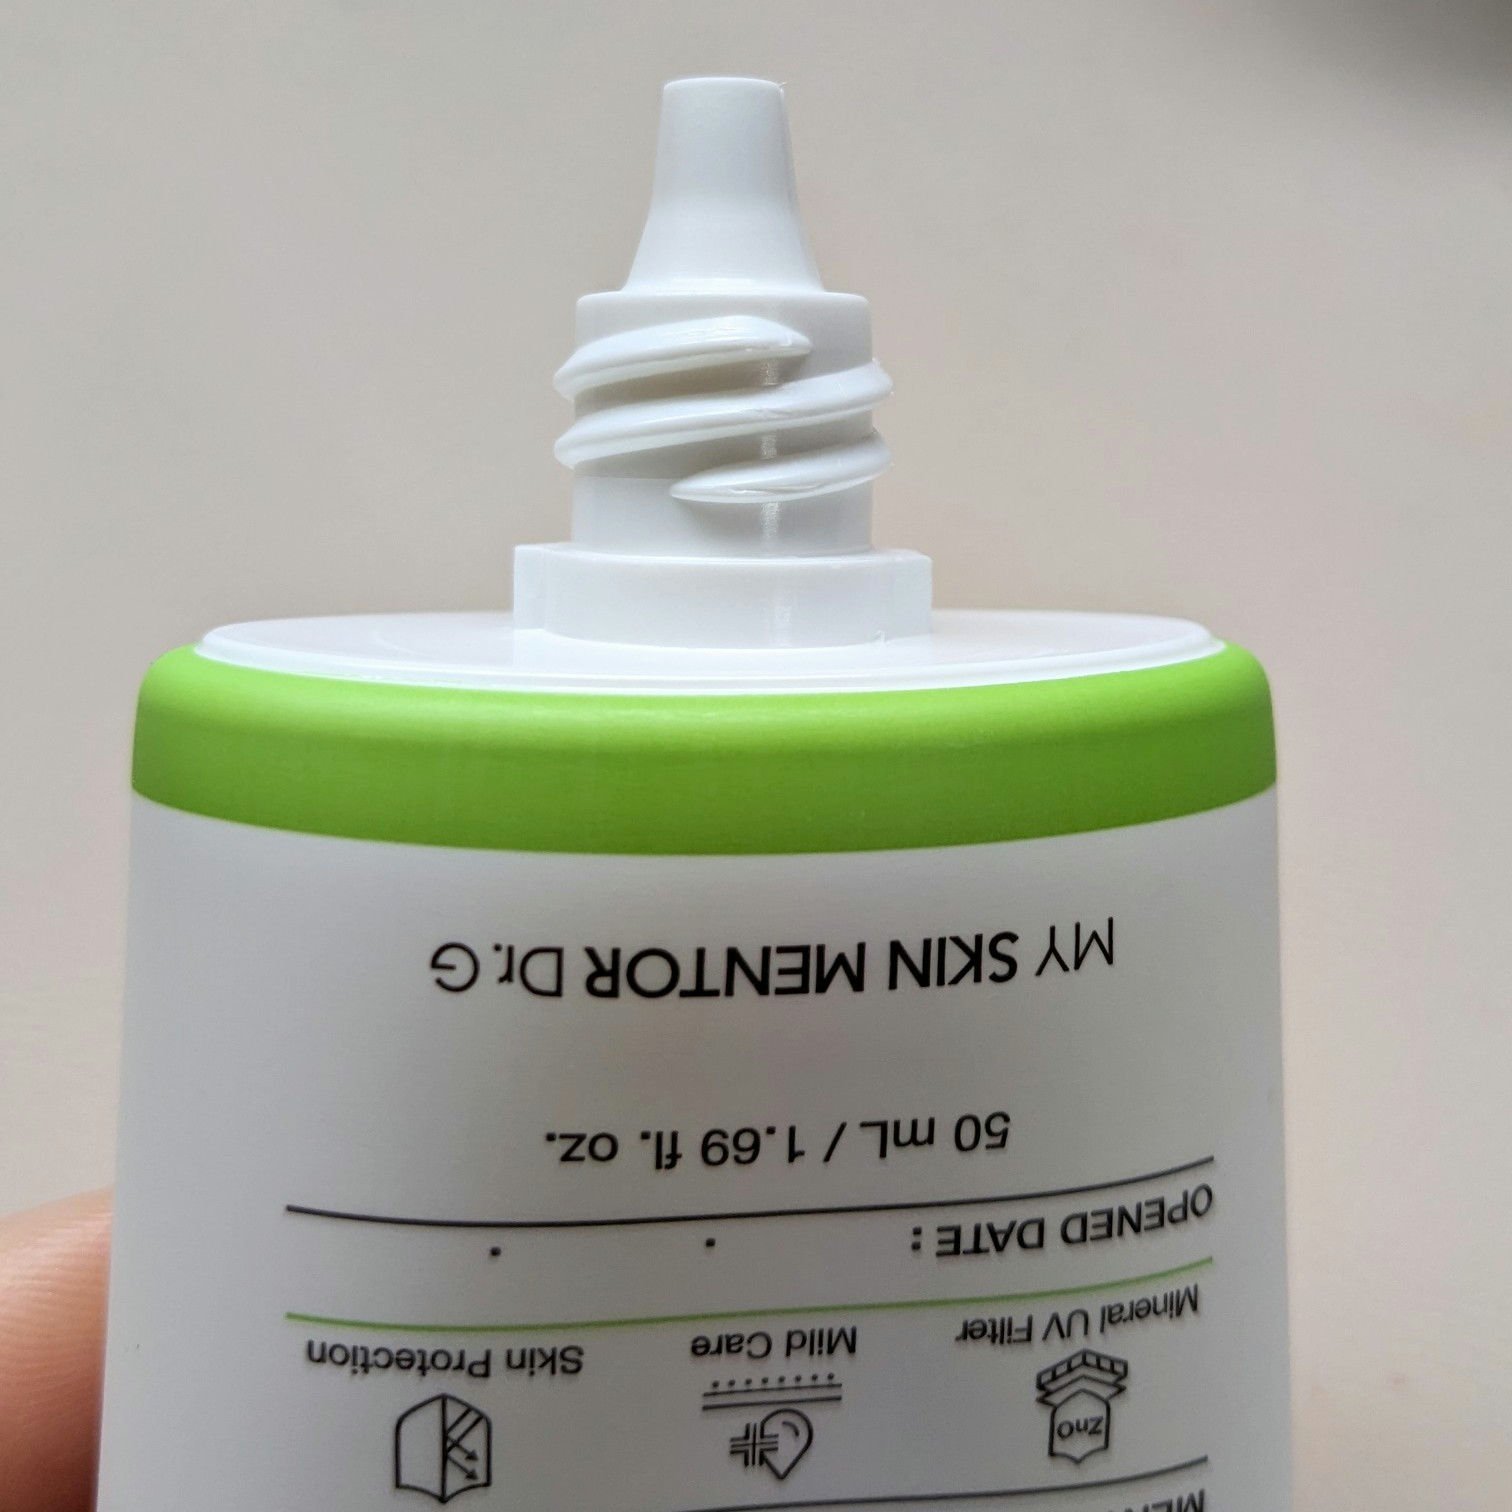 MY SKIN MENTOR Dr.G
50 mL / 1.69 fl. oz.
OPENED DATE : . .
Mineral UV Filter Mild Care Skin Protection
ZnO